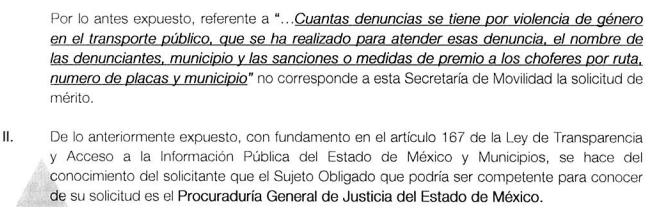 Por lo antes expuesto, referente a “…Cuantas denuncias se tiene por violencia de género
en el transporte público, que se ha realizado para atender esas denuncia, el nombre de
las denunciantes, municipio y las sanciones o medidas de premio a los choferes por ruta,
numero de placas y municipio” no corresponde a esta Secretaría de Movilidad la solicitud de
mérito.
II. De lo anteriormente expuesto, con fundamento en el artículo 167 de la Ley de Transparencia
y Acceso a la Información Pública del Estado de México y Municipios, se hace del
conocimiento del solicitante que el Sujeto Obligado que podría ser competente para conocer
de su solicitud es el Procuraduría General de Justicia del Estado de México.